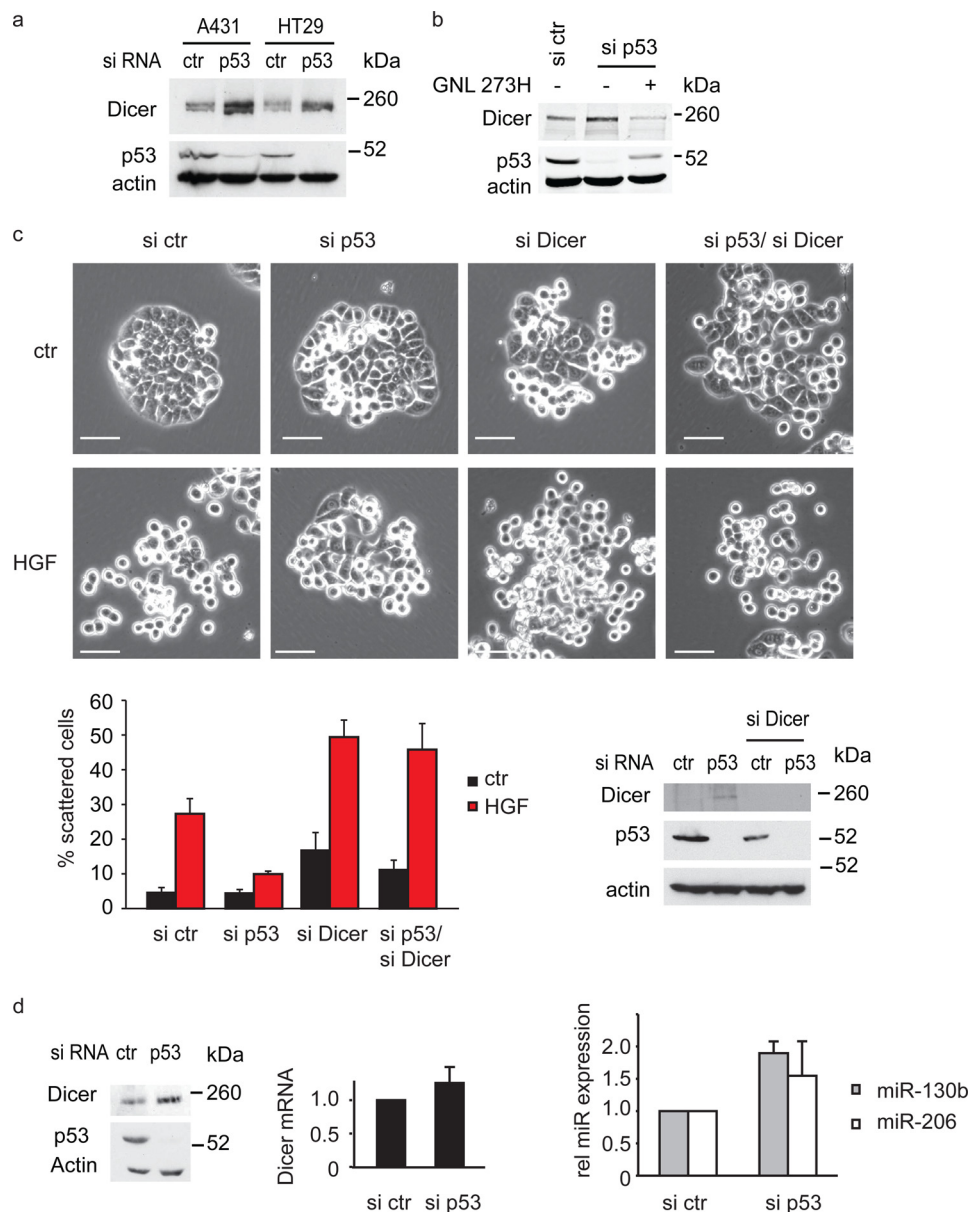 a
A431 HT29
si RNA ctr p53 ctr p53 kDa
Dicer 260
p53 52
actin
b
si ctr si p53
GNL 273H - - + kDa
Dicer 260
p53 52
actin
c
si ctr si p53 si Dicer si p53/ si Dicer
ctr
HGF
60
50
40
30
20
10
0
% scattered cells
ctr
HGF
si ctr si p53 si Dicer si p53/
si Dicer
si Dicer
si RNA ctr p53 ctr p53 kDa
Dicer 260
p53 52
52
actin
d
si RNA ctr p53 kDa
Dicer 260
p53 52
Actin
Dicer mRNA
1.0
0.5
0
si ctr si p53
rel miR expression
2.0
1.5
1.0
0.5
0
si ctr si p53
miR-130b
miR-206